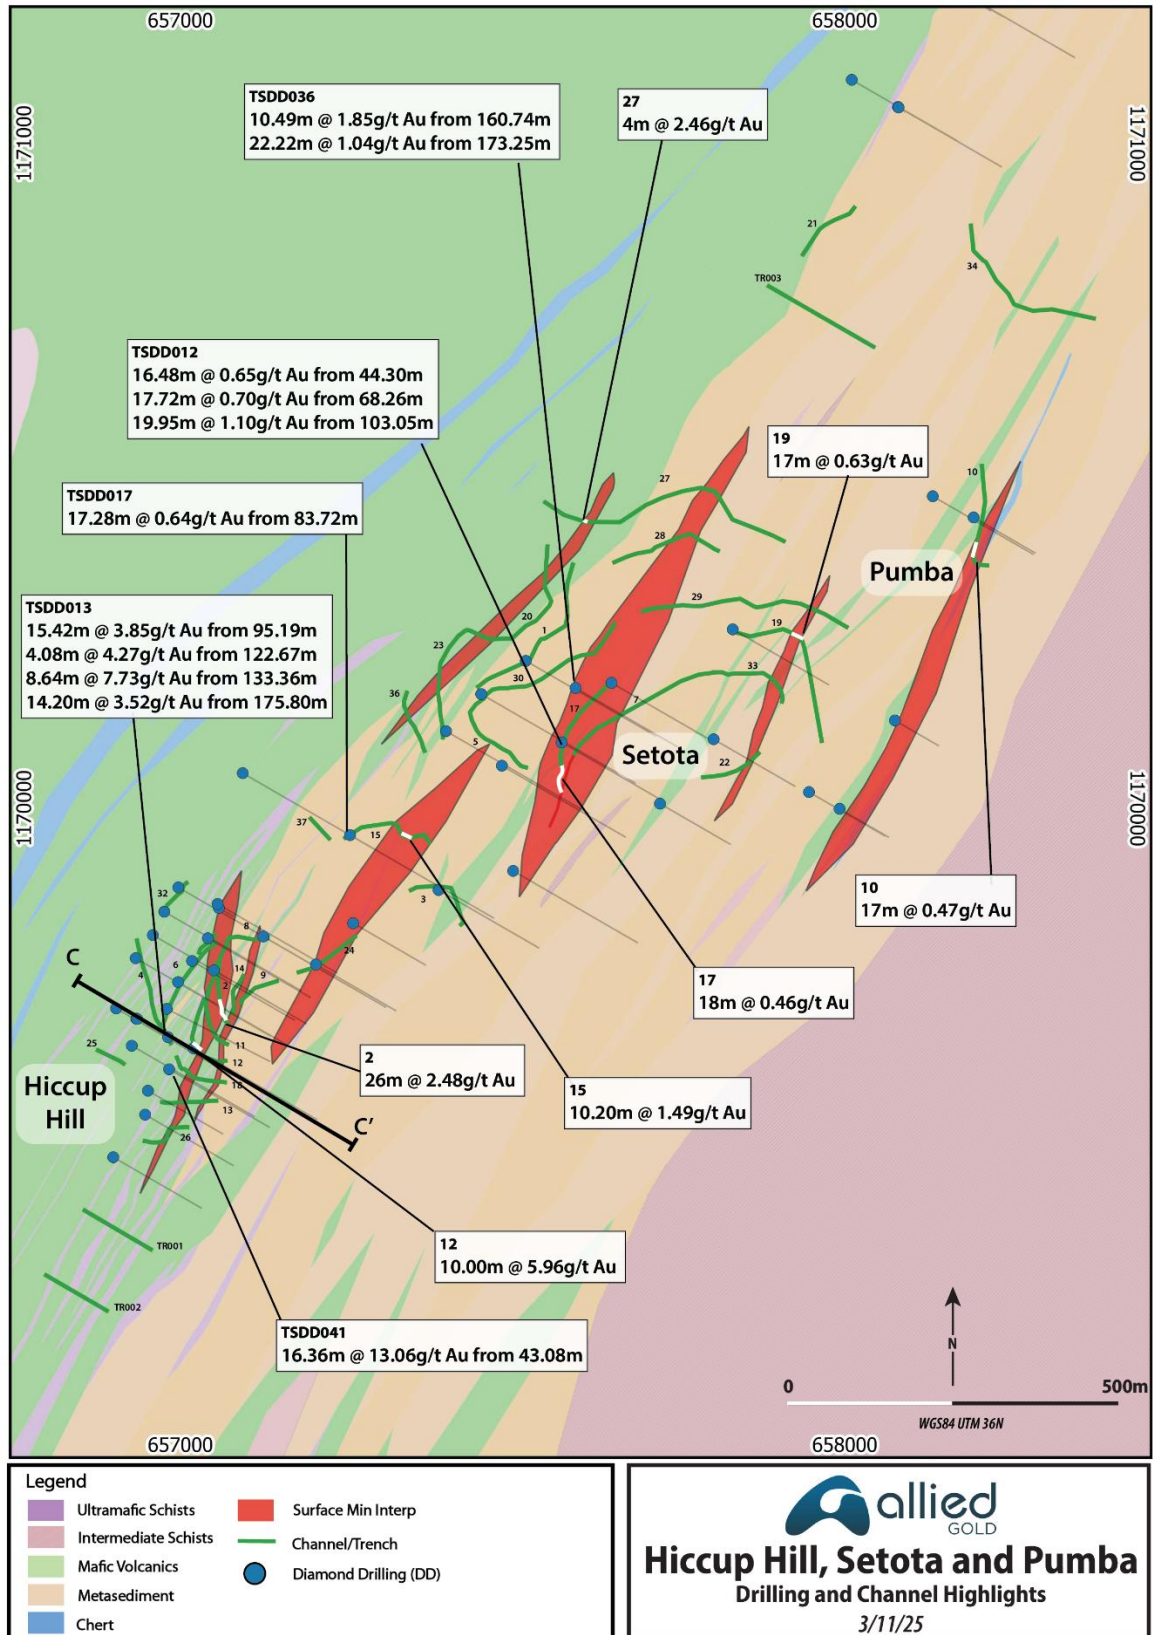 657000
658000
1171000
1171000
TSDD036
10.49m @ 1.85g/t Au from 160.74m
22.22m @ 1.04g/t Au from 173.25m
27
4m @ 2.46g/t Au
21
34
TR003
TSDD012
16.48m @ 0.65g/t Au from 44.30m
17.72m @ 0.70g/t Au from 68.26m
19.95m @ 1.10g/t Au from 103.05m
19
17m @ 0.63g/t Au
TSDD017
17.28m @ 0.64g/t Au from 83.72m
27
10
28
Pumba
TSDD013
15.42m @ 3.85g/t Au from 95.19m
4.08m @ 4.27g/t Au from 122.67m
8.64m @ 7.73g/t Au from 133.36m
14.20m @ 3.52g/t Au from 175.80m
29
20
1
19
23
30
33
36
17
7
5
Setota
22
1170000
1170000
37
15
3
32
10
17m @ 0.47g/t Au
8
24
C
4
6
14
2
9
17
18m @ 0.46g/t Au
25
11
12
18
2
26m @ 2.48g/t Au
Hiccup
Hill
13
15
10.20m @ 1.49g/t Au
C'
26
TR001
12
10.00m @ 5.96g/t Au
TR002
TSDD041
16.36m @ 13.06g/t Au from 43.08m
N
0
500m
WGS84 UTM 36N
657000
658000
Legend
Ultramafic Schists
Intermediate Schists
Mafic Volcanics
Metasediment
Chert
Surface Min Interp
Channel/Trench
Diamond Drilling (DD)
allied
GOLD
Hiccup Hill, Setota and Pumba
Drilling and Channel Highlights
3/11/25